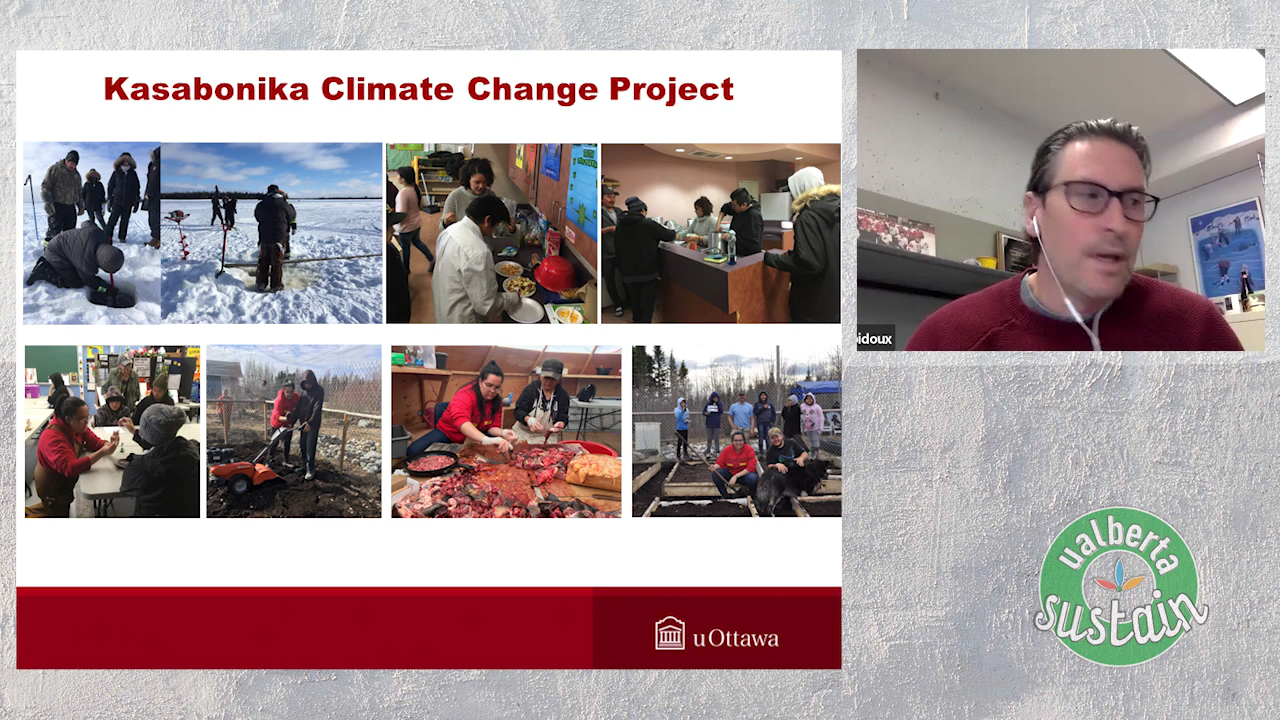 Kasabonika Climate Change Project
idoux
uOttawa
ualberta
sustain